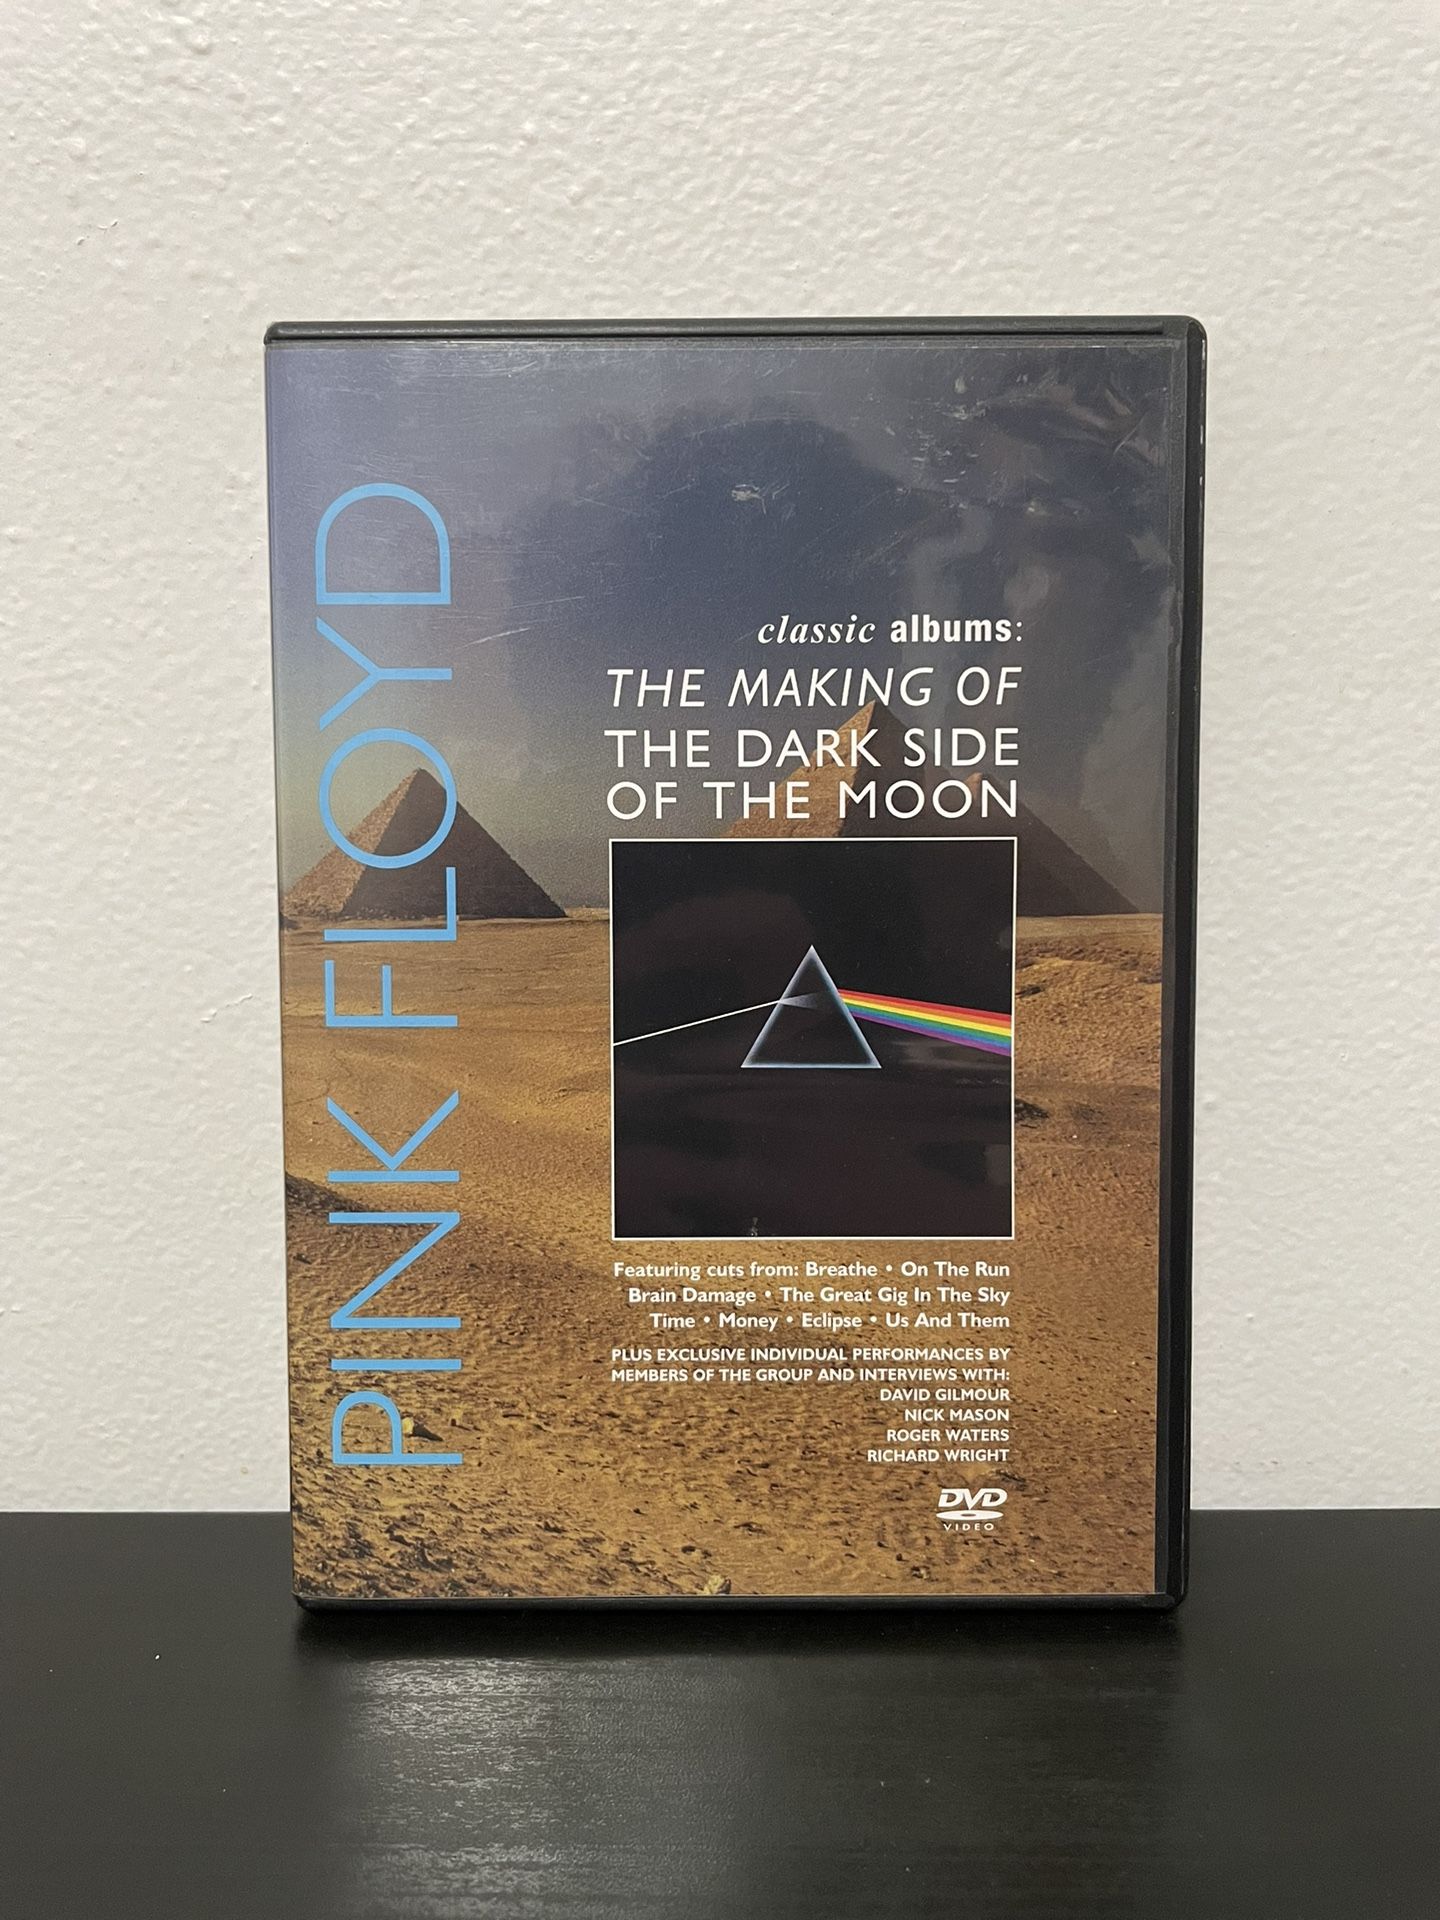 PINK FLOYD
classic albums:
THE MAKING OF
THE DARK SIDE
OF THE MOON
Featuring cuts from: Breathe • On The Run
Brain Damage • The Great Gig In The Sky
Time • Money • Eclipse • Us And Them
PLUS EXCLUSIVE INDIVIDUAL PERFORMANCES BY
MEMBERS OF THE GROUP AND INTERVIEWS WITH:
DAVID GILMOUR
NICK MASON
ROGER WATERS
RICHARD WRIGHT
DVD
VIDEO